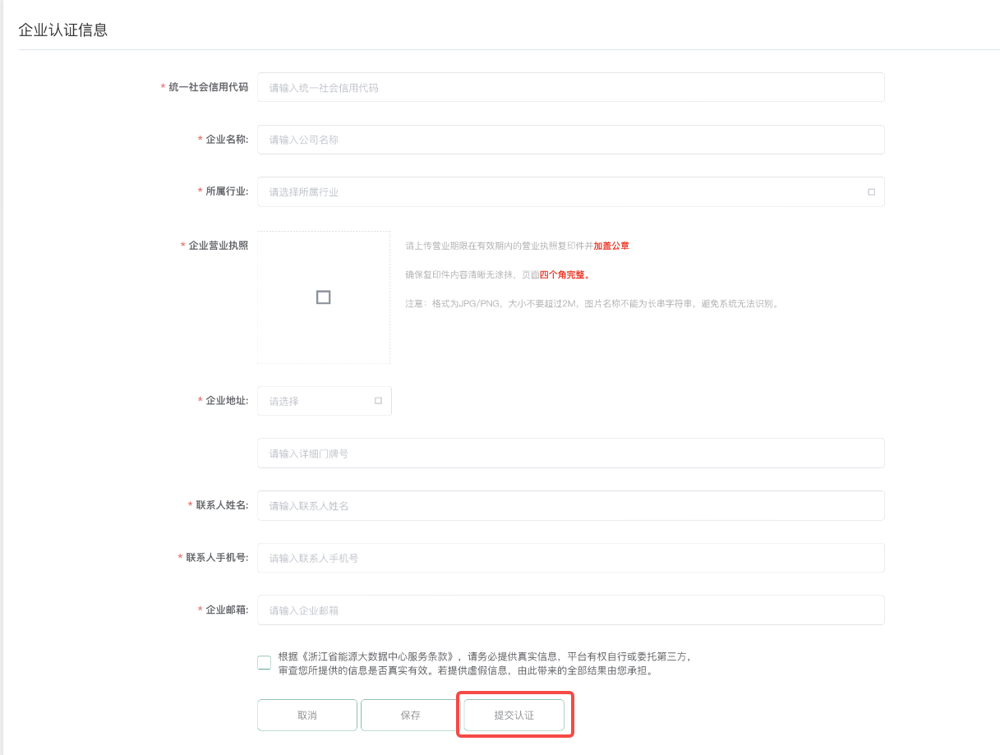 企业认证信息
* 统一社会信用代码 请输入统一社会信用代码
* 企业名称: 请输入公司名称
* 所属行业: 请选择所属行业
* 企业营业执照 请上传营业期限在有效期内的营业执照复印件并加盖公章
确保复印件内容清晰无涂抹，页面四个角完整。
注意：格式为JPG/PNG，大小不要超过2M，图片名称不能为长串字符串，避免系统无法识别。
* 企业地址: 请选择
请输入详细门牌号
* 联系人姓名: 请输入联系人姓名
* 联系人手机号: 请输入联系人手机号
* 企业邮箱: 请输入企业邮箱
根据《浙江省能源大数据中心服务条款》，请务必提供真实信息，平台有权自行或委托第三方，
审查您所提供的信息是否真实有效。若提供虚假信息，由此带来的全部结果由您承担。
取消 保存 提交认证